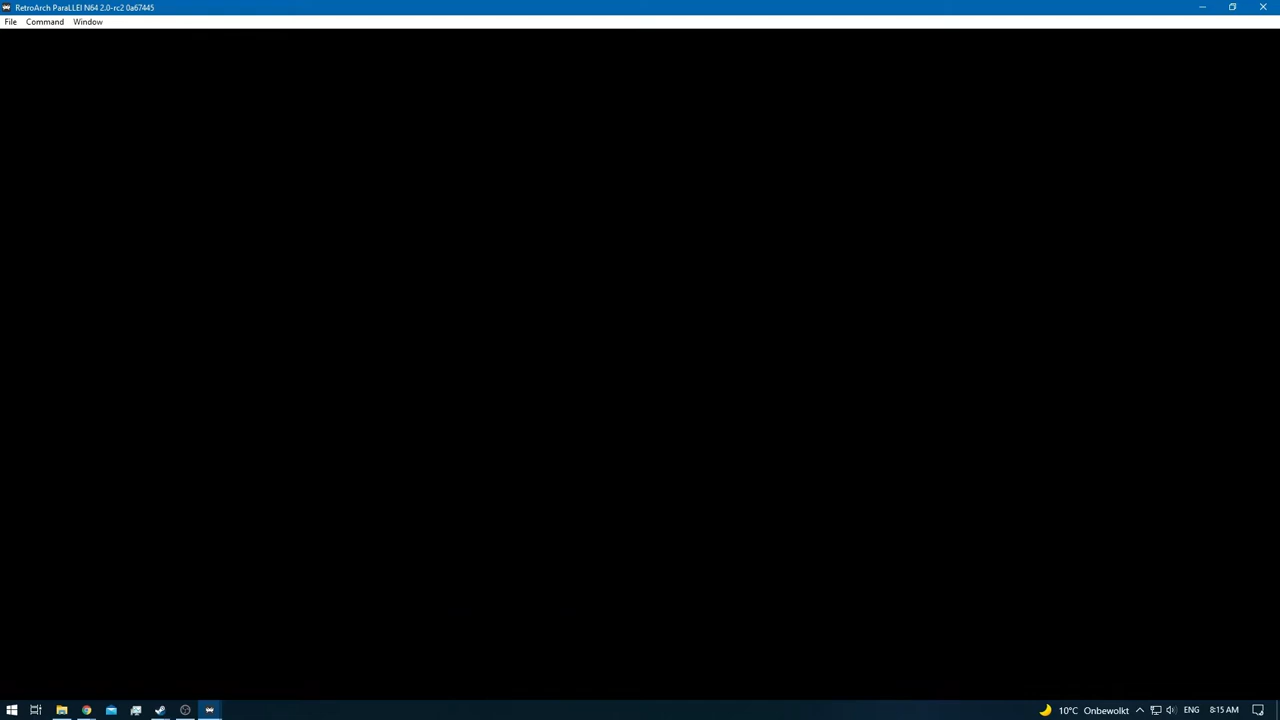 RetroArch ParaLLEl N64 2.0-rc2 0a67445
File Command Window
10°C Onbewolkt ENG 8:15 AM